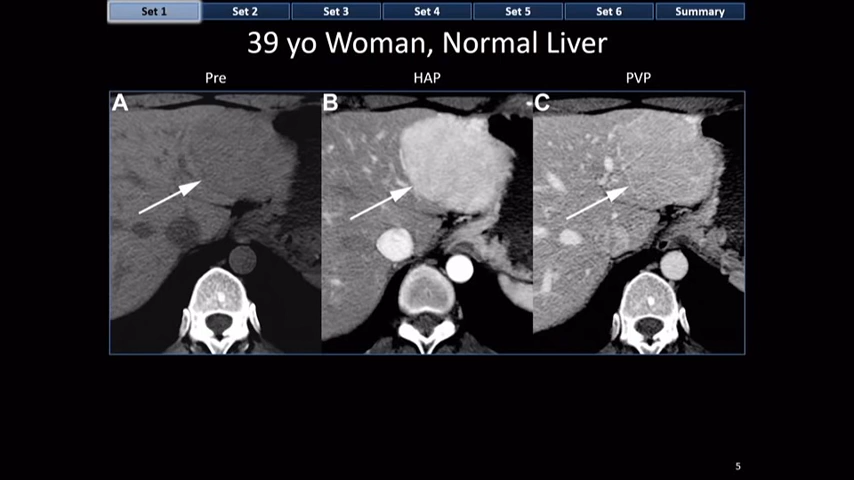 Set 1 Set 2 Set 3 Set 4 Set 5 Set 6 Summary
39 yo Woman, Normal Liver
Pre HAP PVP
A B C
5